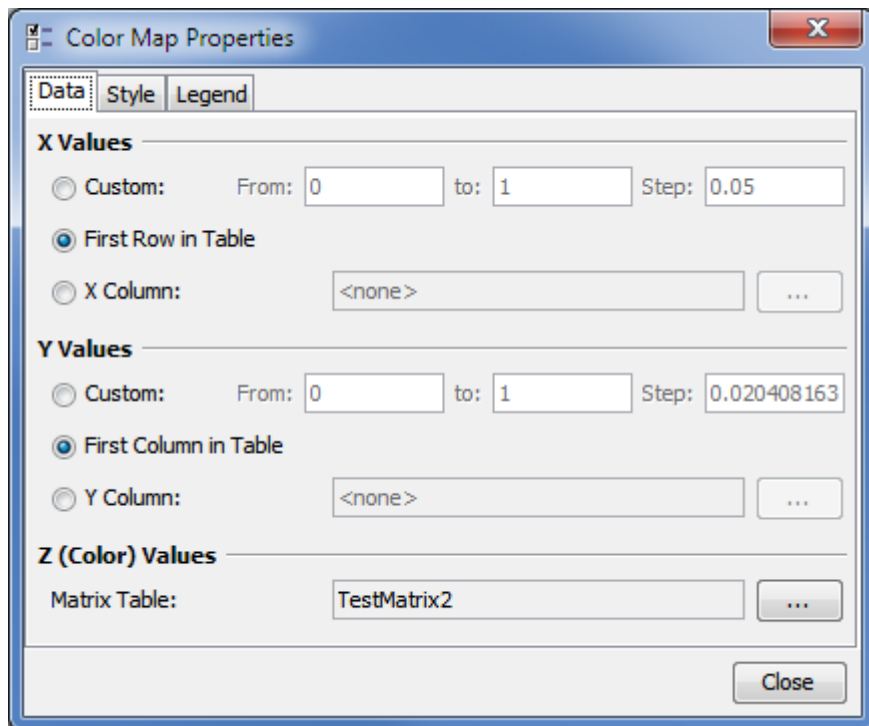 Color Map Properties
Data Style Legend
X Values
Custom: From: 0 to: 1 Step: 0.05
First Row in Table
X Column: <none> ...
Y Values
Custom: From: 0 to: 1 Step: 0.020408163
First Column in Table
Y Column: <none> ...
Z (Color) Values
Matrix Table: TestMatrix2 ...
Close